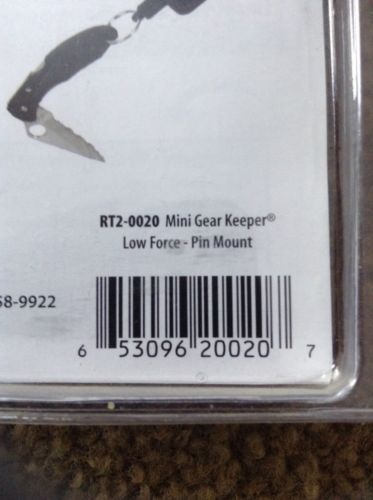 RT2-0020 Mini Gear Keeper®
Low Force - Pin Mount
58-9922
6 53096 20020 7